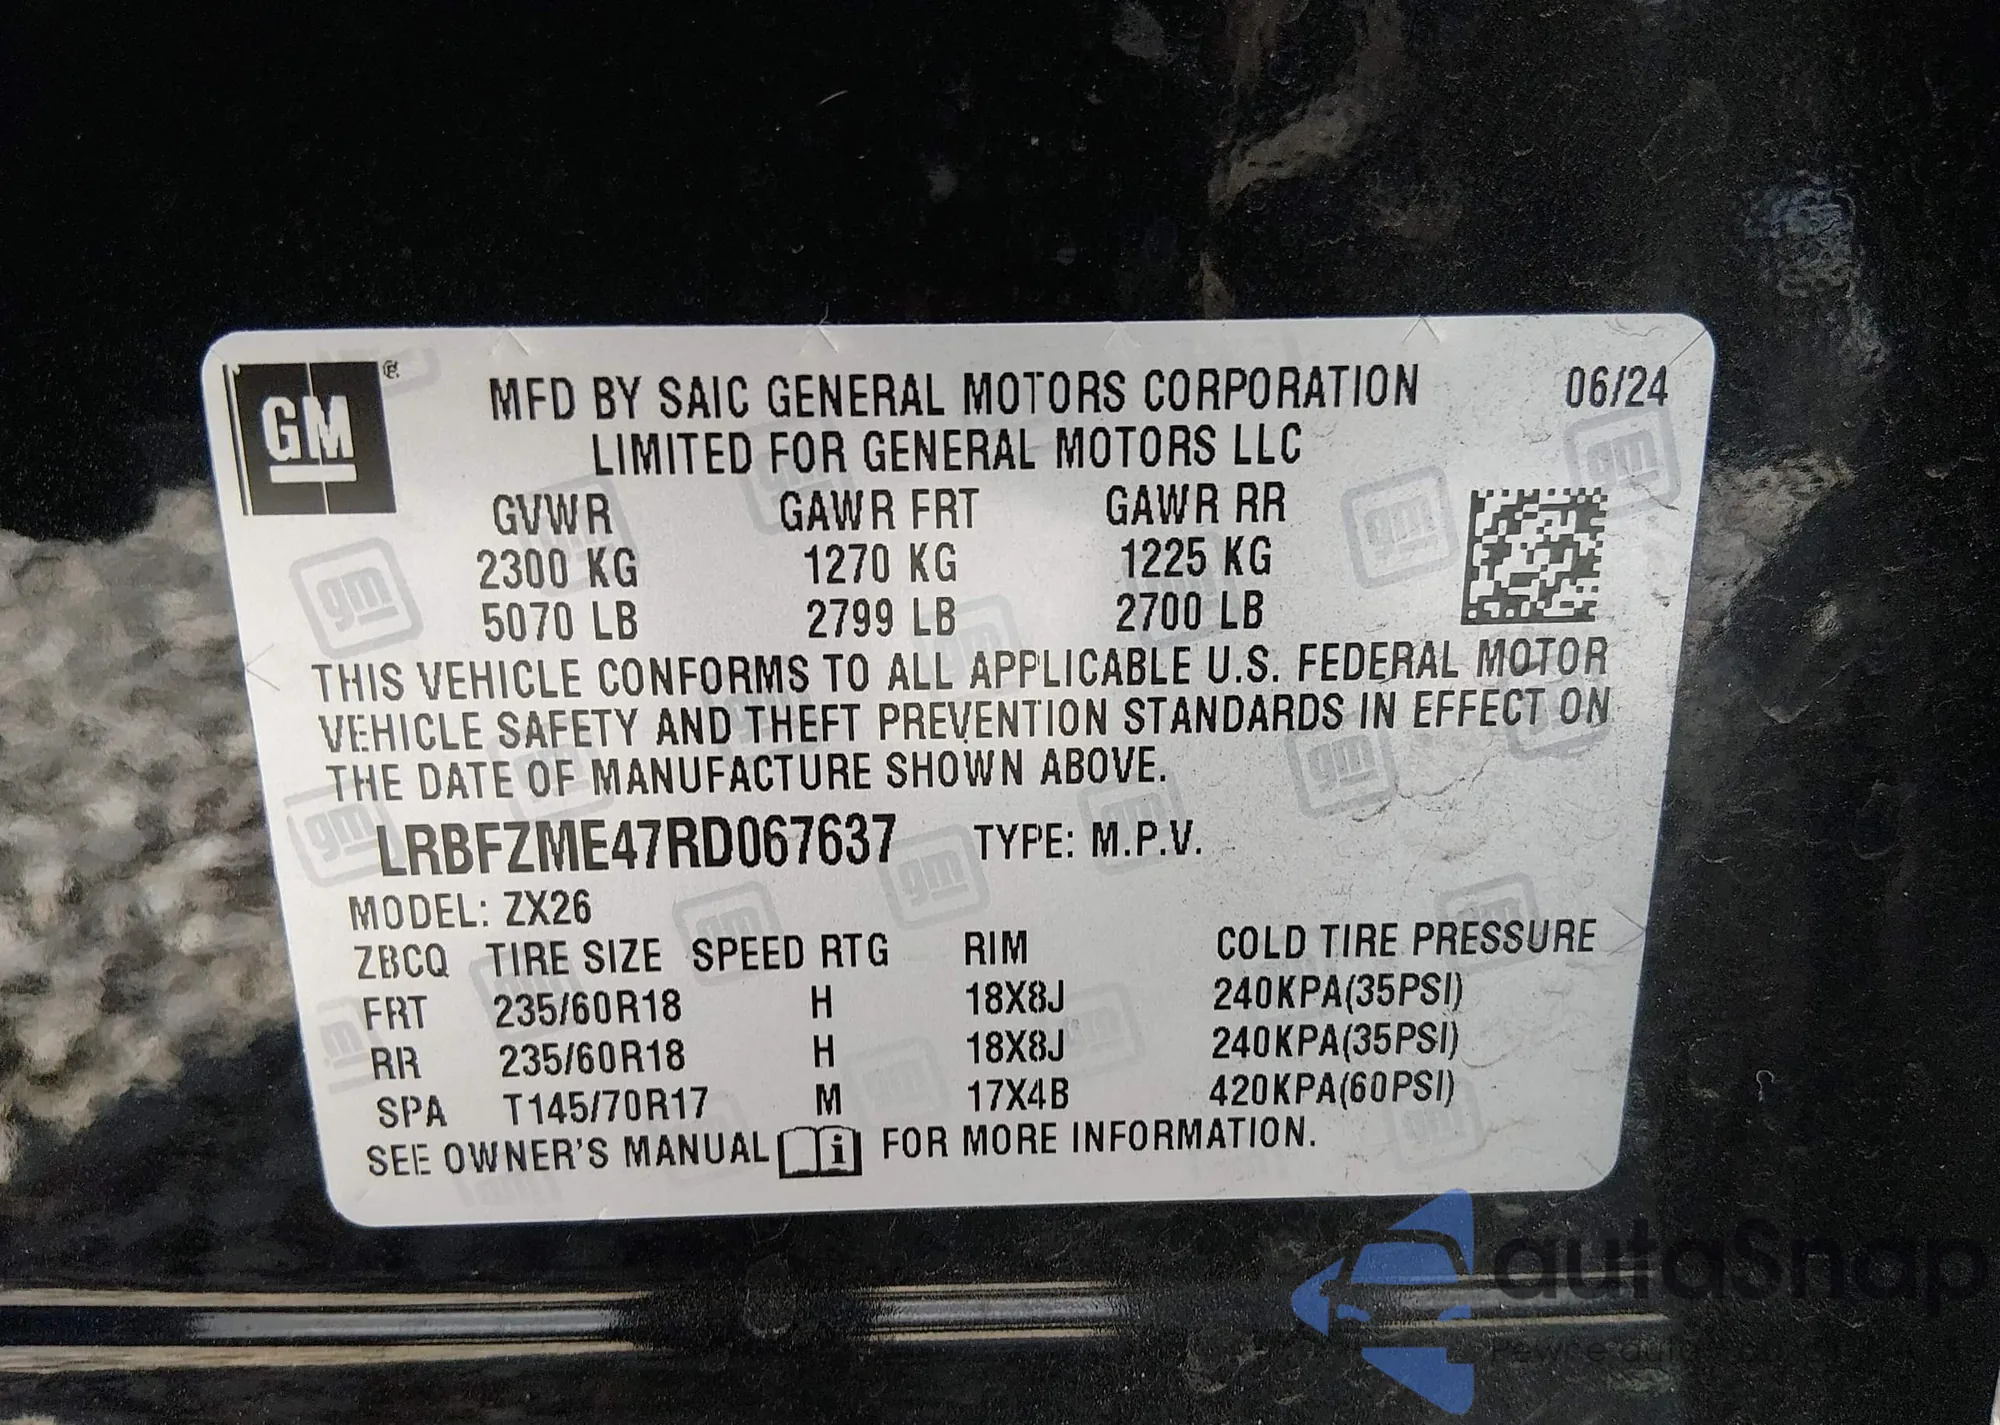 GM®
MFD BY SAIC GENERAL MOTORS CORPORATION 06/24
LIMITED FOR GENERAL MOTORS LLC
GVWR GAWR FRT GAWR RR
2300 KG 1270 KG 1225 KG
5070 LB 2799 LB 2700 LB
THIS VEHICLE CONFORMS TO ALL APPLICABLE U.S. FEDERAL MOTOR
VEHICLE SAFETY AND THEFT PREVENTION STANDARDS IN EFFECT ON
THE DATE OF MANUFACTURE SHOWN ABOVE.
LRBFZME47RD067637 TYPE: M.P.V.
MODEL: ZX26
ZBCQ TIRE SIZE SPEED RTG RIM COLD TIRE PRESSURE
FRT 235/60R18 H 18X8J 240KPA(35PSI)
RR 235/60R18 H 18X8J 240KPA(35PSI)
SPA T145/70R17 M 17X4B 420KPA(60PSI)
SEE OWNER'S MANUAL i FOR MORE INFORMATION.
autaSnap